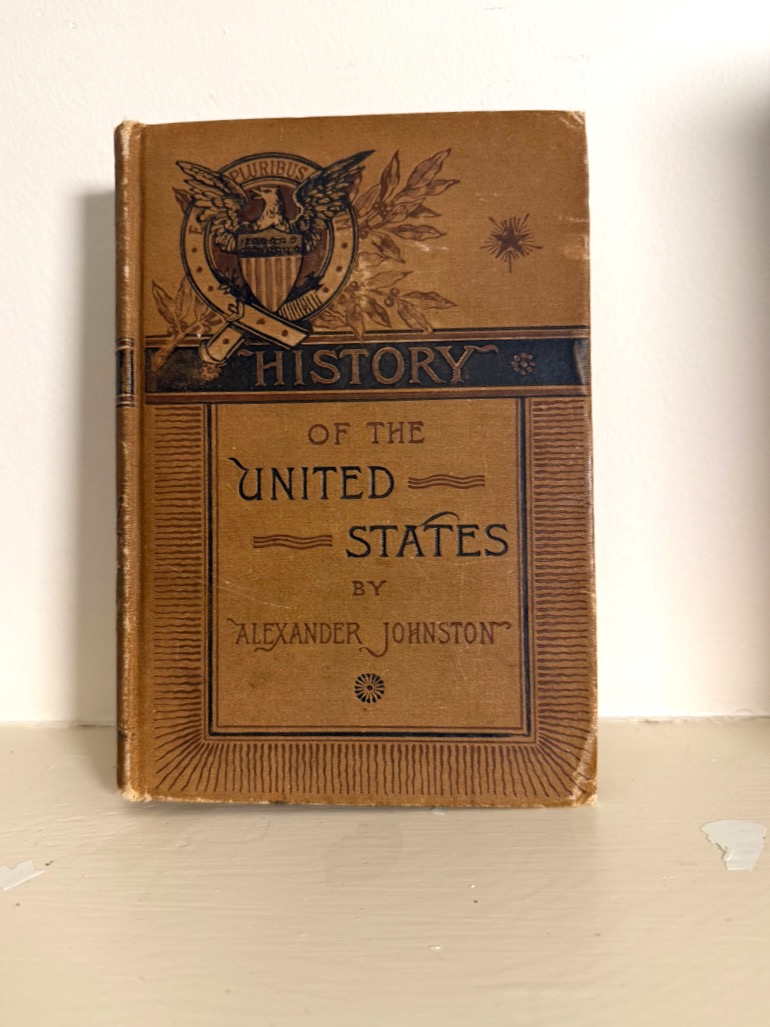 E PLURIBUS
HISTORY
OF THE
UNITED
STATES
BY
ALEXANDER JOHNSTON